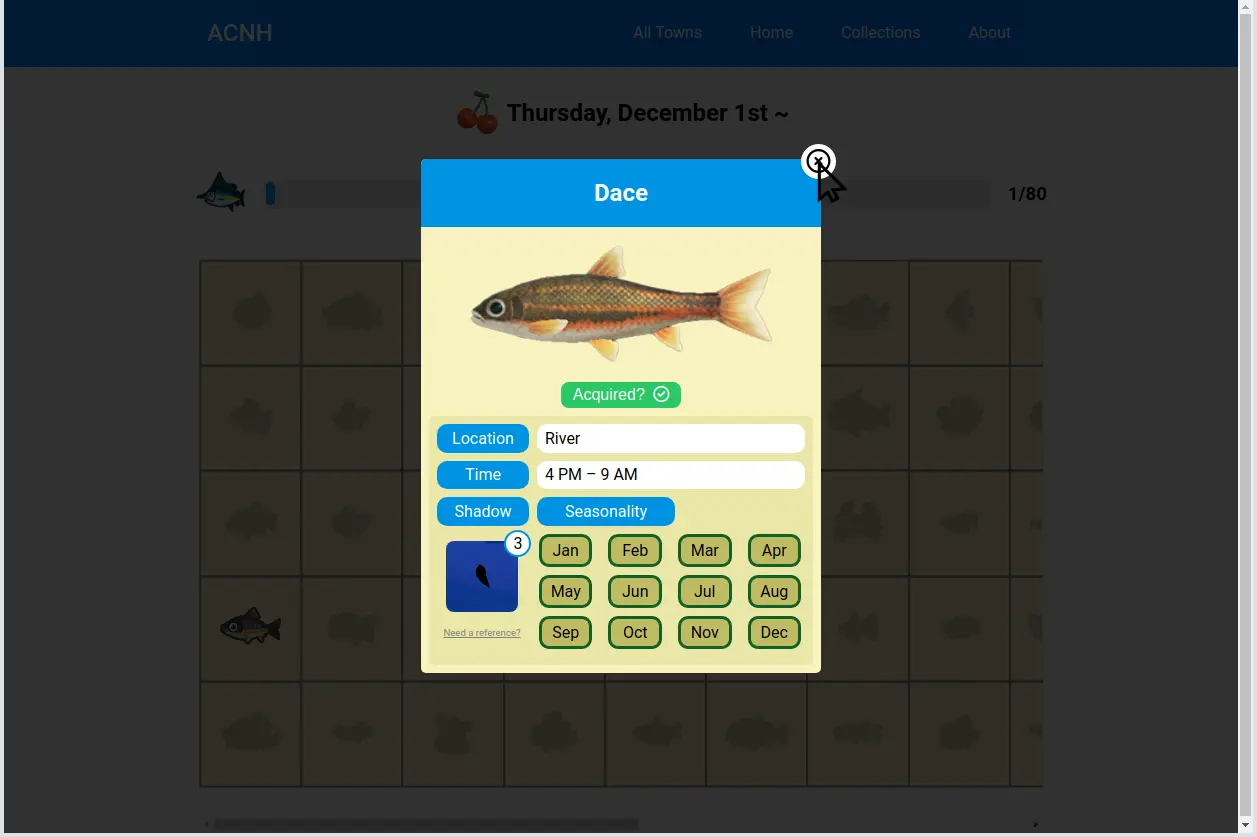 ACNH All Towns Home Collections About
Thursday, December 1st ~
1/80
Dace
Acquired?
Location River
Time 4 PM – 9 AM
Shadow Seasonality
3
Jan Feb Mar Apr
May Jun Jul Aug
Need a reference?
Sep Oct Nov Dec